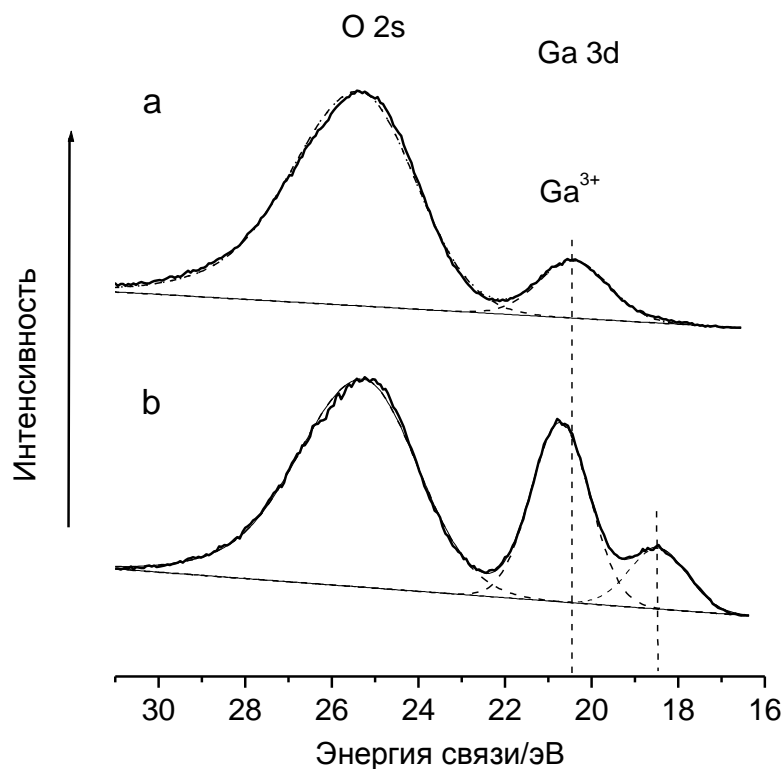 O 2s
Ga 3d
a
Ga³⁺
b
Интенсивность
30 28 26 24 22 20 18 16
Энергия связи/эВ